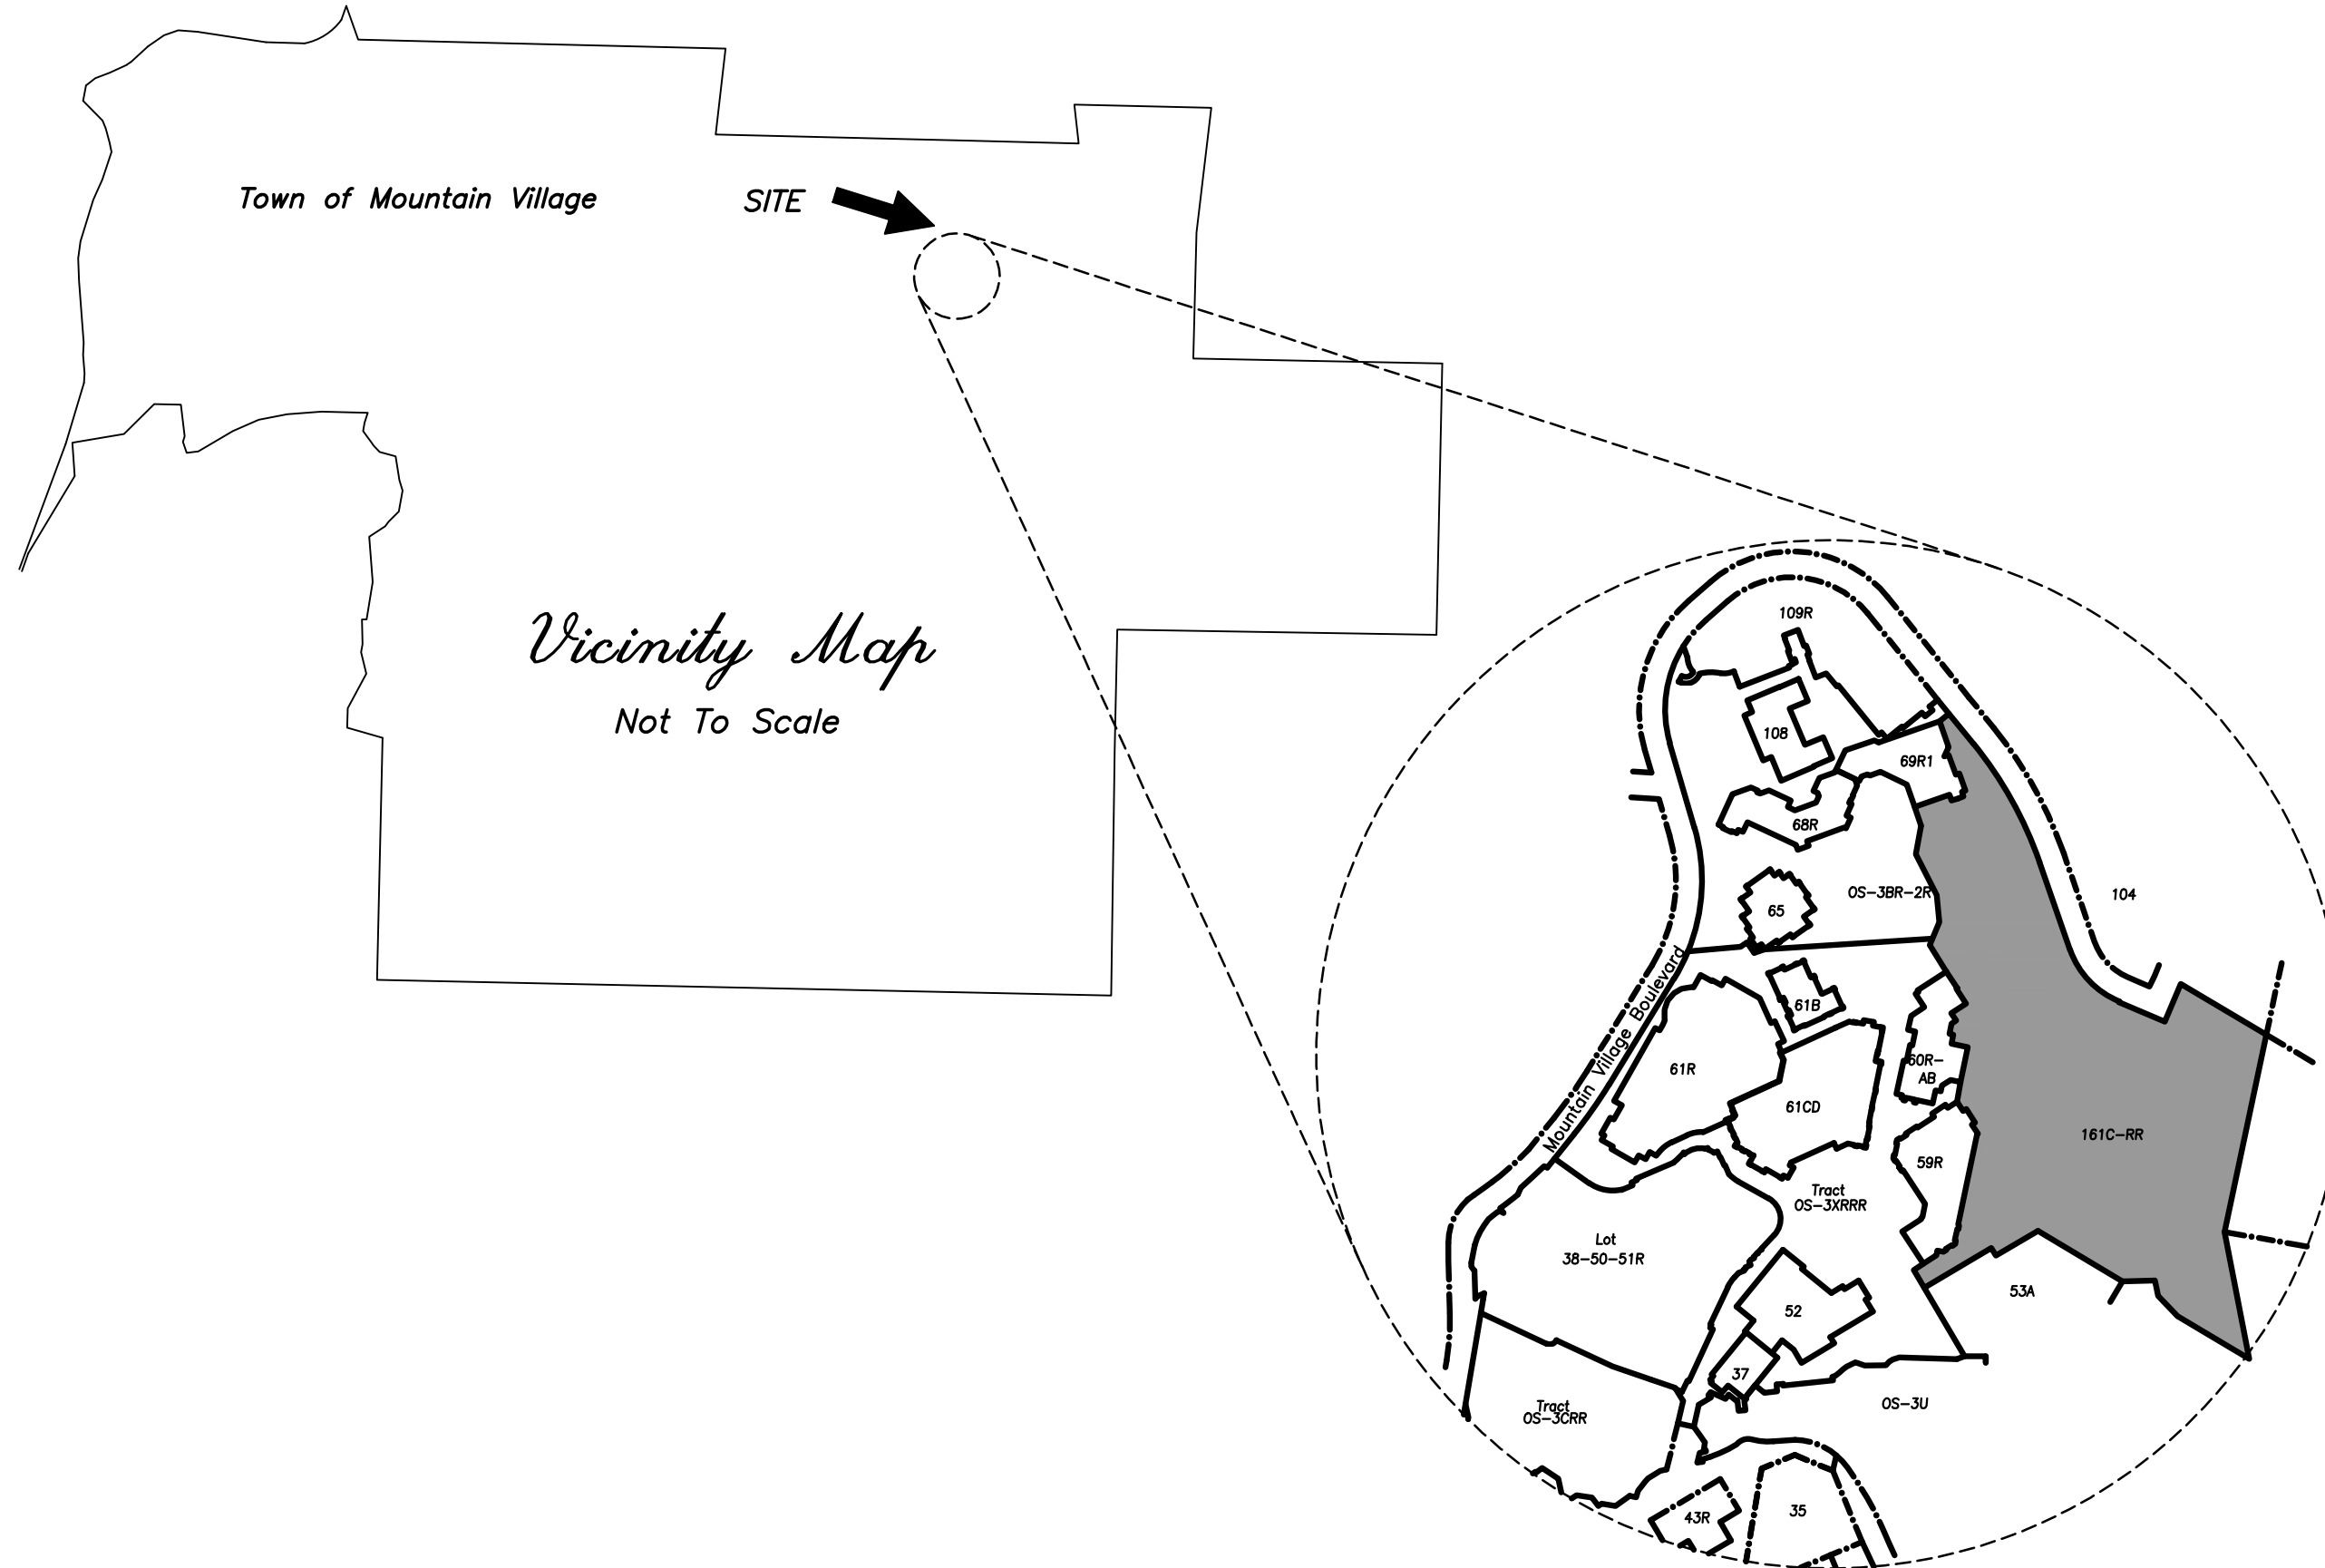 Town of Mountain Village
SITE
Vicinity Map
Not To Scale
109R
108
69R1
68R
OS-3BR-2R
104
65
Mountain Village Boulevard
61B
61R
60R-
AB
61CD
161C-RR
59R
Tract
OS-3XRRR
Lot
38-50-51R
53A
52
37
Tract
OS-3CRR
OS-3U
43R
35